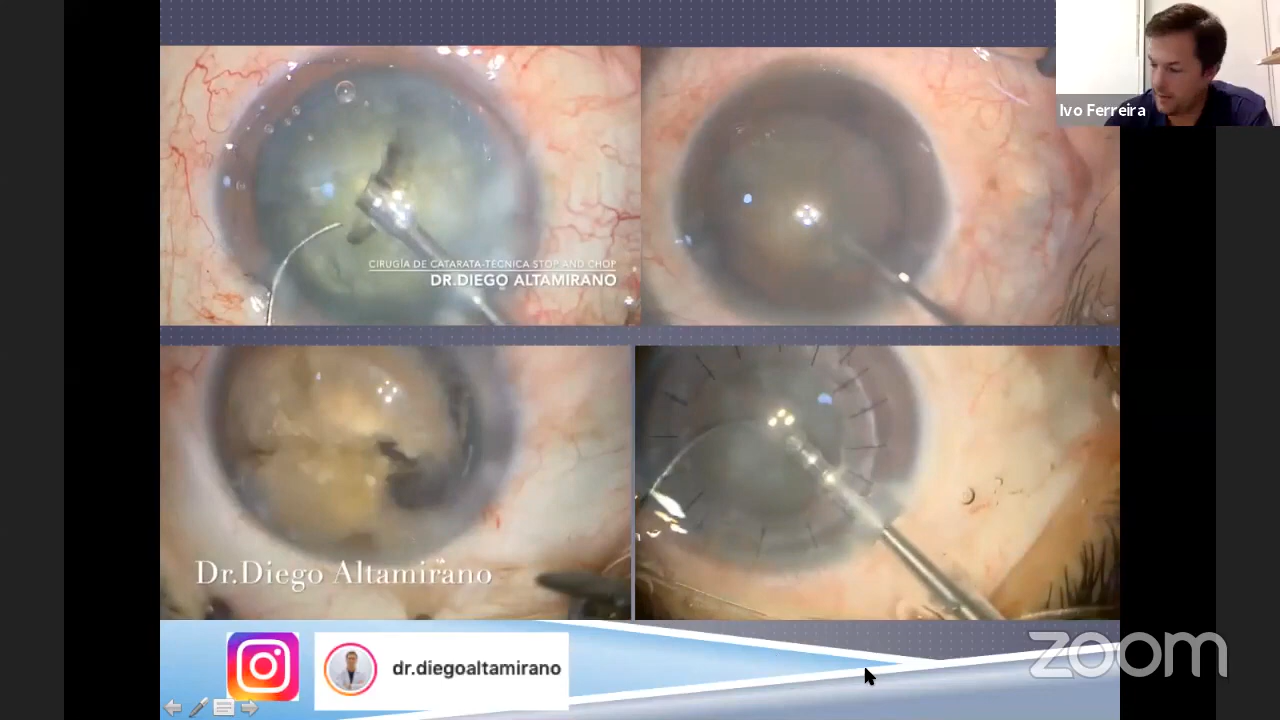 Ivo Ferreira
CIRUGÍA DE CATARATA-TÉCNICA STOP AND CHOP
DR.DIEGO ALTAMIRANO
Dr.Diego Altamirano
dr.diegoaltamirano
zoom